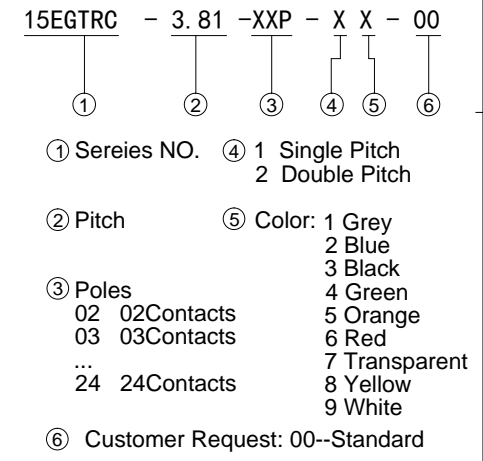 15EGTRC - 3.81 -XXP - X X - 00
① ② ③ ④ ⑤ ⑥
① Sereies NO.
④ 1 Single Pitch
2 Double Pitch
② Pitch
⑤ Color: 1 Grey
2 Blue
3 Black
4 Green
5 Orange
6 Red
7 Transparent
8 Yellow
9 White
③ Poles
02 02Contacts
03 03Contacts
...
24 24Contacts
⑥ Customer Request: 00--Standard